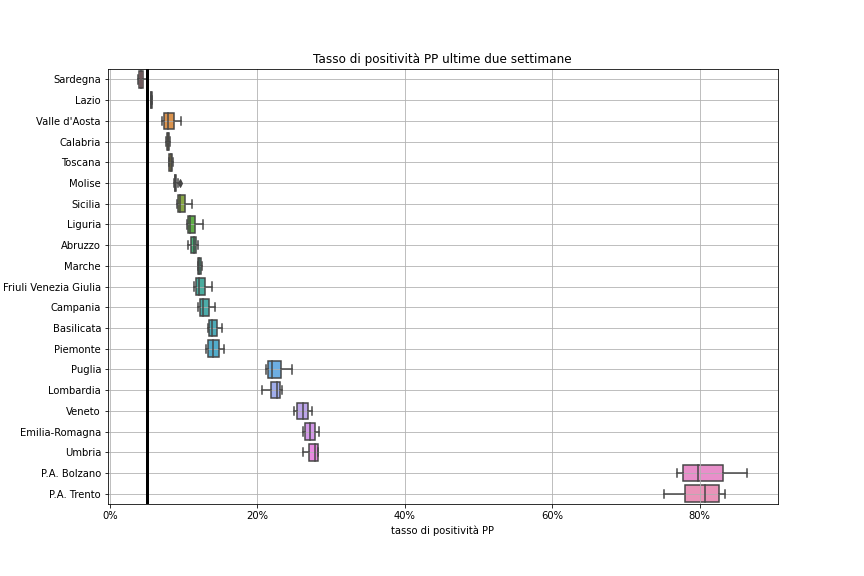 Tasso di positività PP ultime due settimane
Sardegna
Lazio
Valle d'Aosta
Calabria
Toscana
Molise
Sicilia
Liguria
Abruzzo
Marche
Friuli Venezia Giulia
Campania
Basilicata
Piemonte
Puglia
Lombardia
Veneto
Emilia-Romagna
Umbria
P.A. Bolzano
P.A. Trento
0% 20% 40% 60% 80%
tasso di positività PP